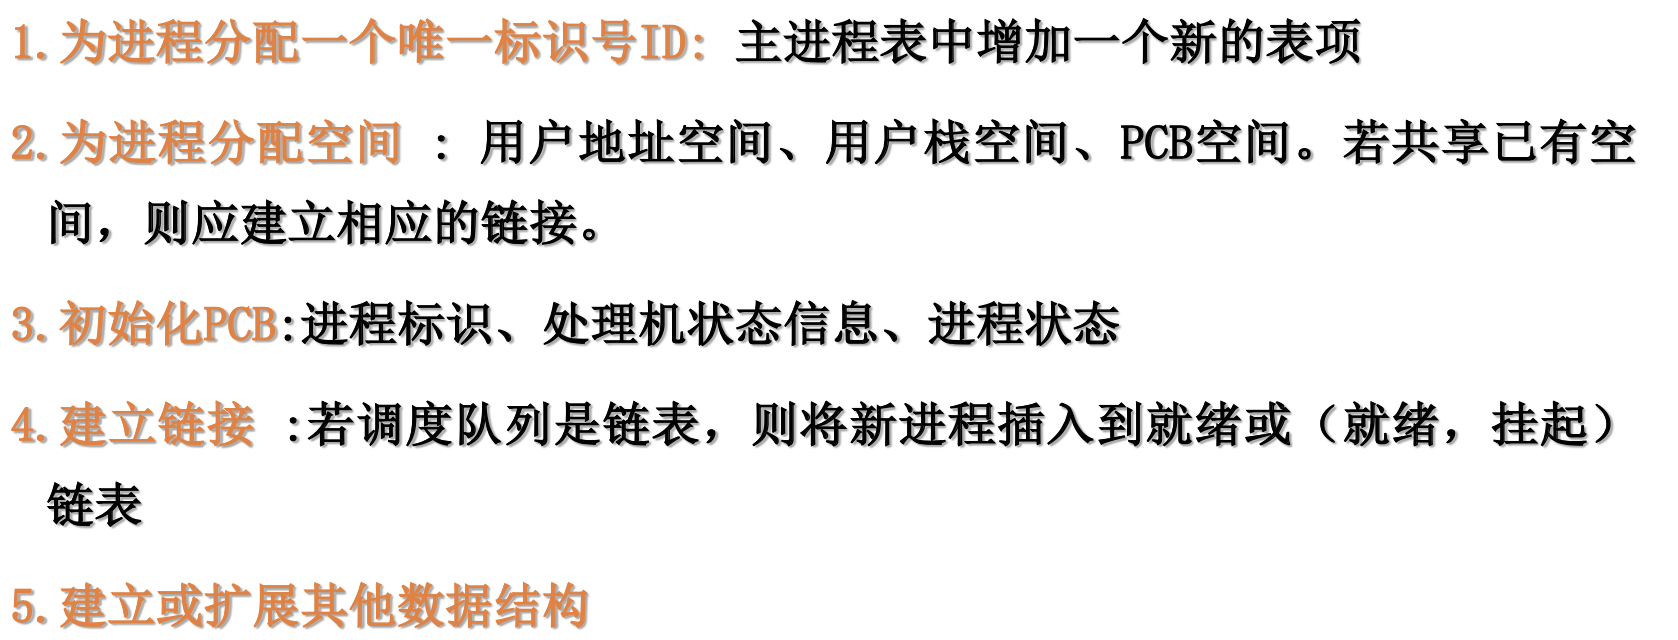 1.为进程分配一个唯一标识号ID: 主进程表中增加一个新的表项
2.为进程分配空间 : 用户地址空间、用户栈空间、PCB空间。若共享已有空
间，则应建立相应的链接。
3.初始化PCB:进程标识、处理机状态信息、进程状态
4.建立链接 :若调度队列是链表，则将新进程插入到就绪或（就绪，挂起）
链表
5.建立或扩展其他数据结构